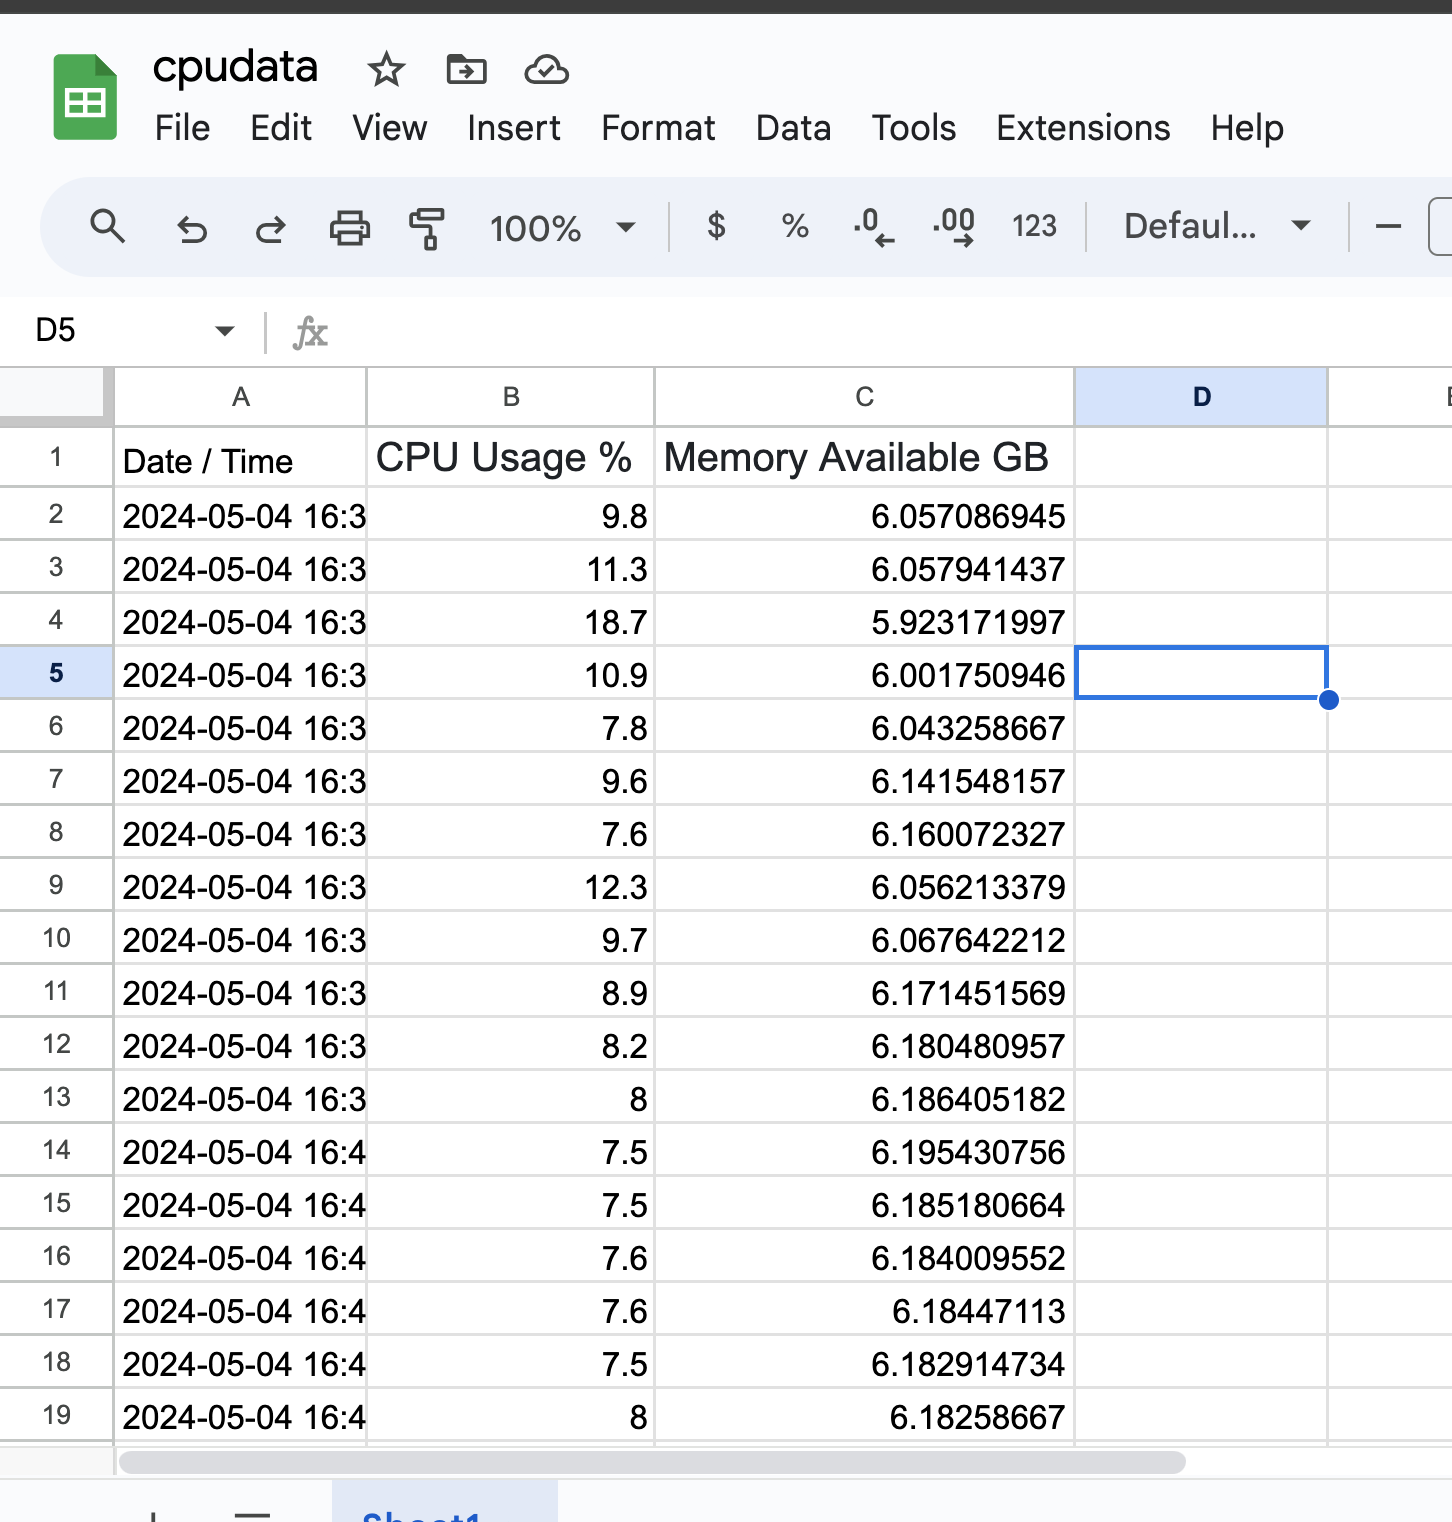 cpudata
File Edit View Insert Format Data Tools Extensions Help
100% $ % .0 .00 123 Defaul...
D5 fx
A B C D
1 Date / Time CPU Usage % Memory Available GB
2 2024-05-04 16:3 9.8 6.057086945
3 2024-05-04 16:3 11.3 6.057941437
4 2024-05-04 16:3 18.7 5.923171997
5 2024-05-04 16:3 10.9 6.001750946
6 2024-05-04 16:3 7.8 6.043258667
7 2024-05-04 16:3 9.6 6.141548157
8 2024-05-04 16:3 7.6 6.160072327
9 2024-05-04 16:3 12.3 6.056213379
10 2024-05-04 16:3 9.7 6.067642212
11 2024-05-04 16:3 8.9 6.171451569
12 2024-05-04 16:3 8.2 6.180480957
13 2024-05-04 16:3 8 6.186405182
14 2024-05-04 16:4 7.5 6.195430756
15 2024-05-04 16:4 7.5 6.185180664
16 2024-05-04 16:4 7.6 6.184009552
17 2024-05-04 16:4 7.6 6.18447113
18 2024-05-04 16:4 7.5 6.182914734
19 2024-05-04 16:4 8 6.18258667
Sheet1